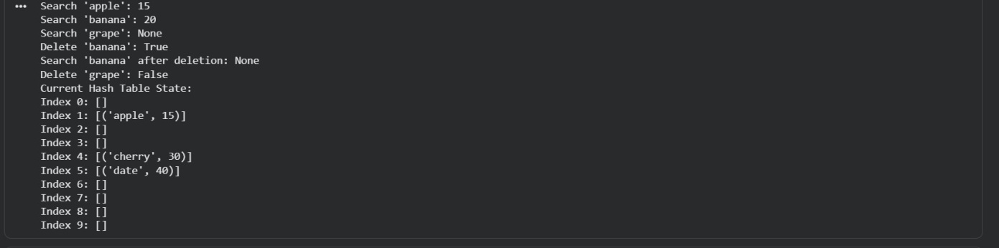 ••• Search 'apple': 15
Search 'banana': 20
Search 'grape': None
Delete 'banana': True
Search 'banana' after deletion: None
Delete 'grape': False
Current Hash Table State:
Index 0: []
Index 1: [('apple', 15)]
Index 2: []
Index 3: []
Index 4: [('cherry', 30)]
Index 5: [('date', 40)]
Index 6: []
Index 7: []
Index 8: []
Index 9: []